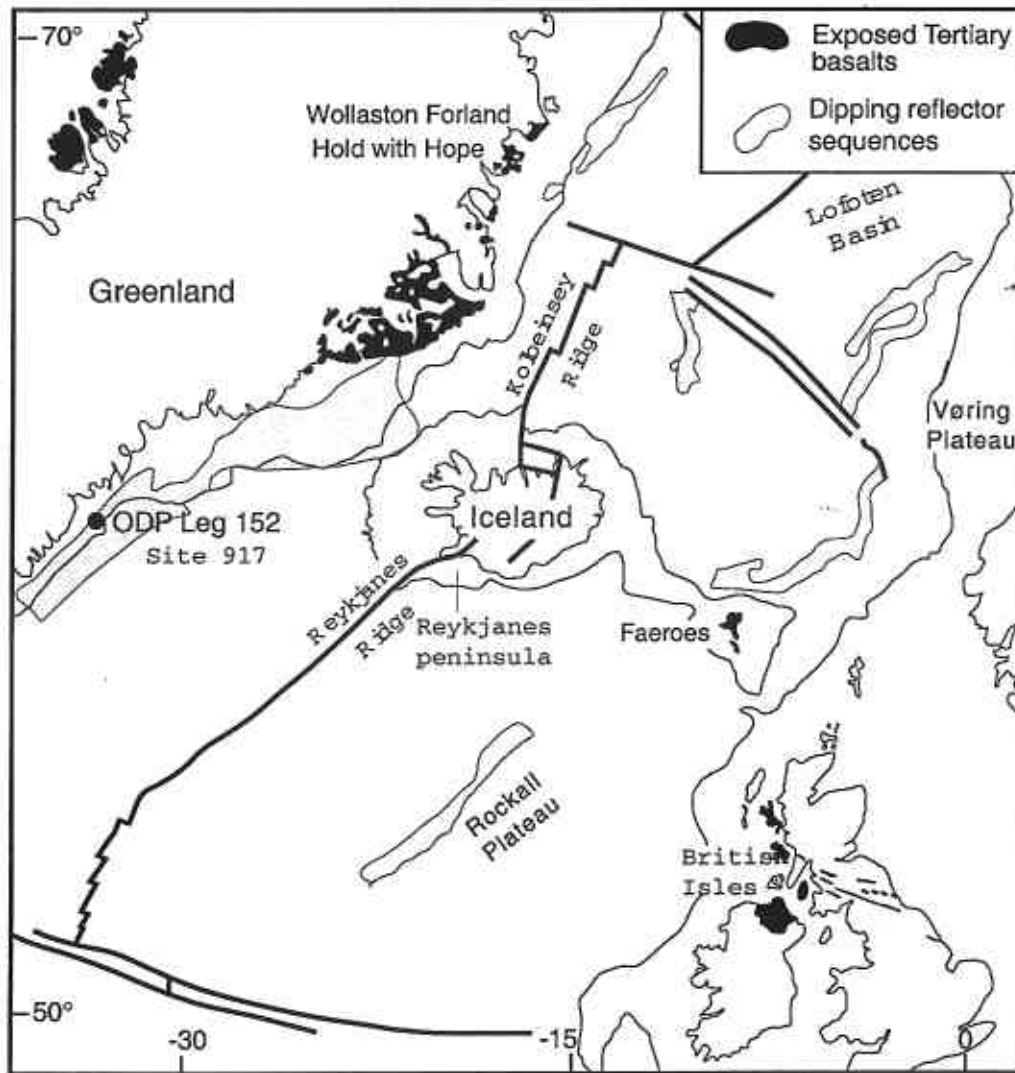 70°
Exposed Tertiary
basalts
Dipping reflector
sequences
Wollaston Forland
Hold with Hope
Lofoten
Basin
Greenland
Kolbeinsey
Ridge
Vøring
Plateau
Iceland
ODP Leg 152
Site 917
Reykjanes
Ridge
Reykjanes
peninsula
Faeroes
Rockall
Plateau
British
Isles
50°
-30
-15
0